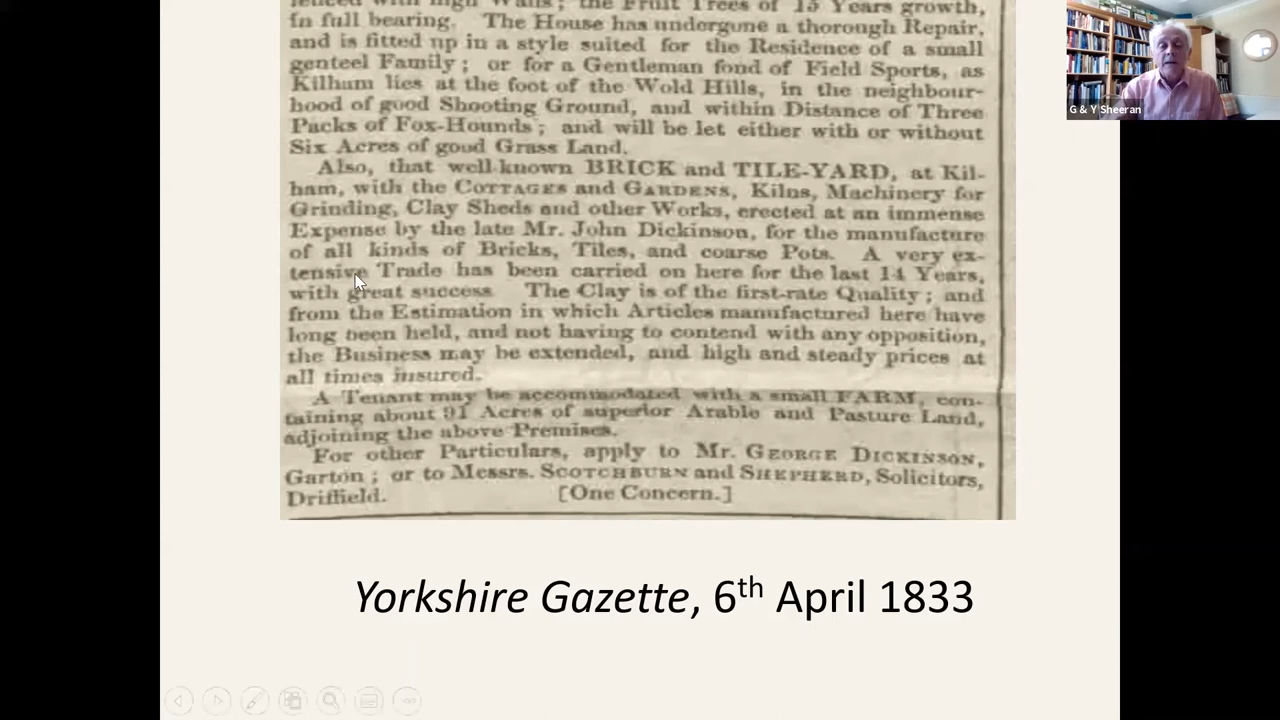 fenced with high Walls; the Fruit Trees of 15 Years growth,
in full bearing. The House has undergone a thorough Repair,
and is fitted up in a style suited for the Residence of a small
genteel Family; or for a Gentleman fond of Field Sports, as
Kilham lies at the foot of the Wold Hills, in the neighbour-
hood of good Shooting Ground, and within Distance of Three
Packs of Fox-Hounds; and will be let either with or without
Six Acres of good Grass Land.
Also, that well-known BRICK and TILE-YARD, at Kil-
ham, with the COTTAGES and GARDENS, Kilns, Machinery for
Grinding, Clay Sheds and other Works, erected at an immense
Expense by the late Mr. John Dickinson, for the manufacture
of all kinds of Bricks, Tiles, and coarse Pots. A very ex-
tensive Trade has been carried on here for the last 14 Years,
with great success The Clay is of the first-rate Quality; and
from the Estimation in which Articles manufactured here have
long been held, and not having to contend with any opposition,
the Business may be extended, and high and steady prices at
all times insured.
A Tenant may be accommodated with a small FARM, con-
taining about 91 Acres of superior Arable and Pasture Land,
adjoining the above Premises.
For other Particulars, apply to Mr. GEORGE DICKINSON,
Garton; or to Messrs. SCOTCHBURN and SHEPHERD, Solicitors,
Driffield. [One Concern.]
Yorkshire Gazette, 6th April 1833
G & Y Sheeran